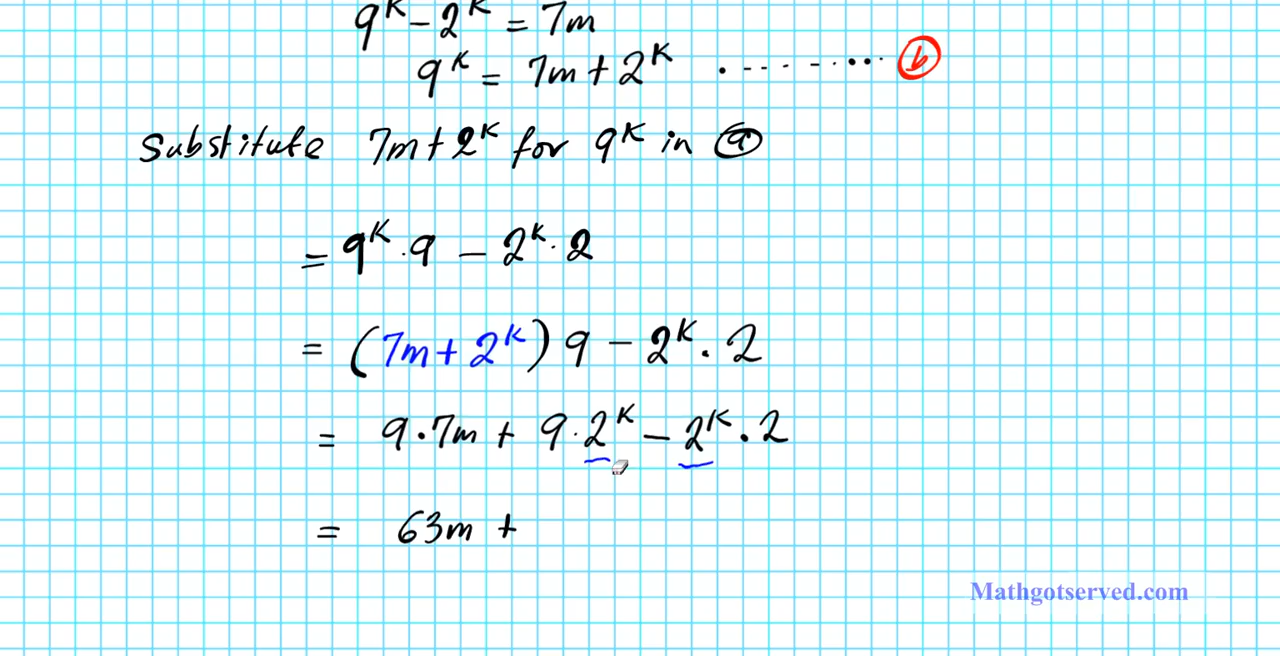 9^K - 2^K = 7m
9^K = 7m + 2^K ............ (b)
Substitute 7m + 2^K for 9^K in (a)
= 9^K . 9 - 2^K . 2
= (7m + 2^K) 9 - 2^K . 2
= 9 . 7m + 9 . 2^K - 2^K . 2
= 63m +
Mathgotserved.com